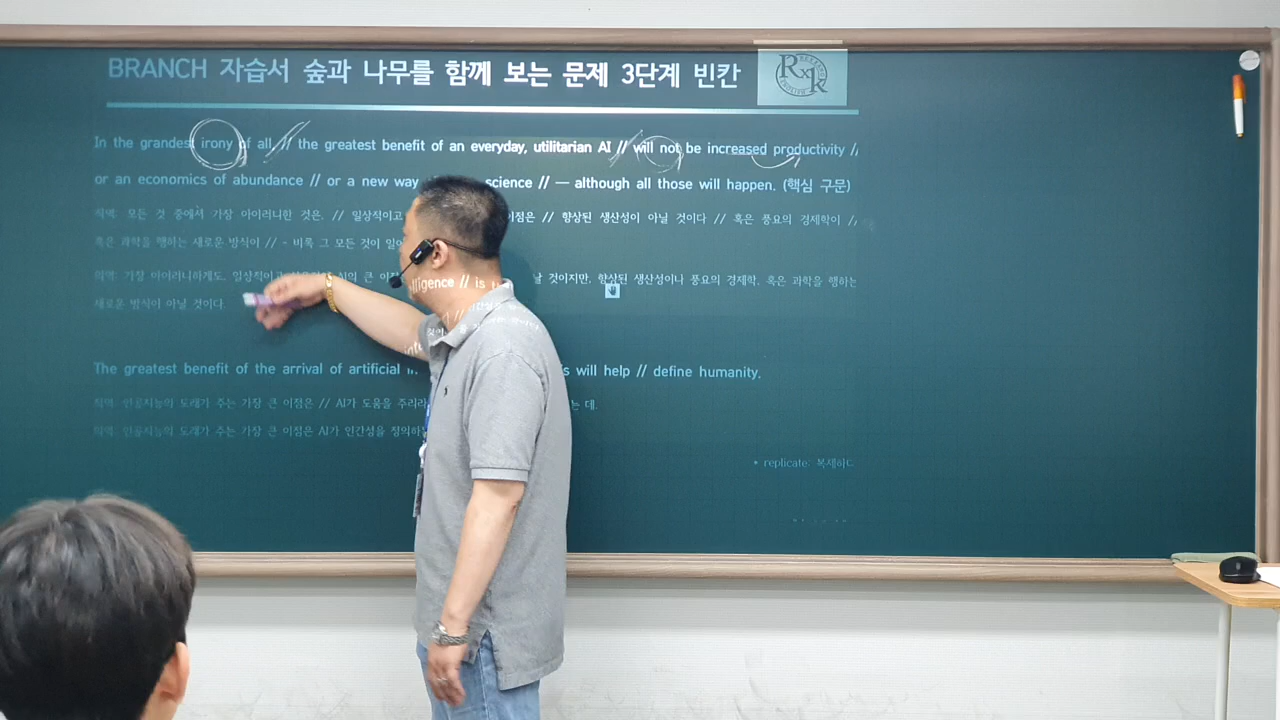 BRANCH 자습서 숲과 나무를 함께 보는 문제 3단계 빈칸
R x K
In the grandest irony of all, // the greatest benefit of an everyday, utilitarian AI // will not be increased productivity //
or an economics of abundance // or a new way science // — although all those will happen. (핵심 구문)
직역: 모든 것 중에서 가장 아이러니한 것은, // 일상적이고 이점은 // 향상된 생산성이 아닐 것이다 // 혹은 풍요의 경제학이 //
혹은 과학을 행하는 새로운 방식이 // - 비록 그 모든 것이
의역: 가장 아이러니하게도, 일상적이고 AI의 큰 날 것이지만, 향상된 생산성이나 풍요의 경제학, 혹은 과학을 행하는
새로운 방식이 아닐 것이다.
lligence // is
The greatest benefit of the arrival of artificial will help // define humanity.
직역: 인공지능의 도래가 주는 가장 큰 이점은 // AI가 도움을 는 데.
의역: 인공지능의 도래가 주는 가장 큰 이점은 AI가 인간성을
* replicate: 복제하다